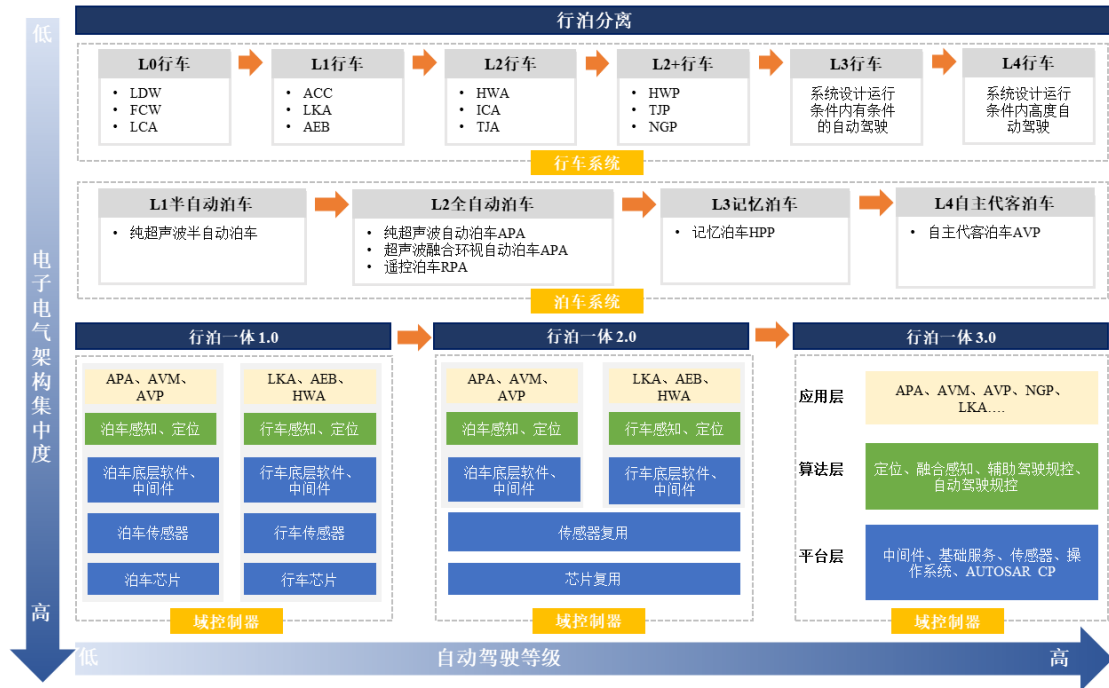 低
行泊分离
L0行车
• LDW
• FCW
• LCA
L1行车
• ACC
• LKA
• AEB
L2行车
• HWA
• ICA
• TJA
L2+行车
• HWP
• TJP
• NGP
L3行车
系统设计运行
条件内有条件
的自动驾驶
L4行车
系统设计运行
条件内高度自
动驾驶
行车系统
L1半自动泊车
• 纯超声波半自动泊车
L2全自动泊车
• 纯超声波自动泊车APA
• 超声波融合环视自动泊车APA
• 遥控泊车RPA
L3记忆泊车
• 记忆泊车HPP
L4自主代客泊车
• 自主代客泊车AVP
泊车系统
电子电气架构集中度
行泊一体1.0
APA、AVM、
AVP
泊车感知、定位
泊车底层软件、
中间件
泊车传感器
泊车芯片
LKA、AEB、
HWA
行车感知、定位
行车底层软件、
中间件
行车传感器
行车芯片
域控制器
行泊一体2.0
APA、AVM、
AVP
泊车感知、定位
泊车底层软件、
中间件
LKA、AEB、
HWA
行车感知、定位
行车底层软件、
中间件
传感器复用
芯片复用
域控制器
行泊一体3.0
应用层
APA、AVM、AVP、NGP、
LKA....
算法层
定位、融合感知、辅助驾驶规控、
自动驾驶规控
平台层
中间件、基础服务、传感器、操
作系统、AUTOSAR CP
域控制器
高
低
自动驾驶等级
高